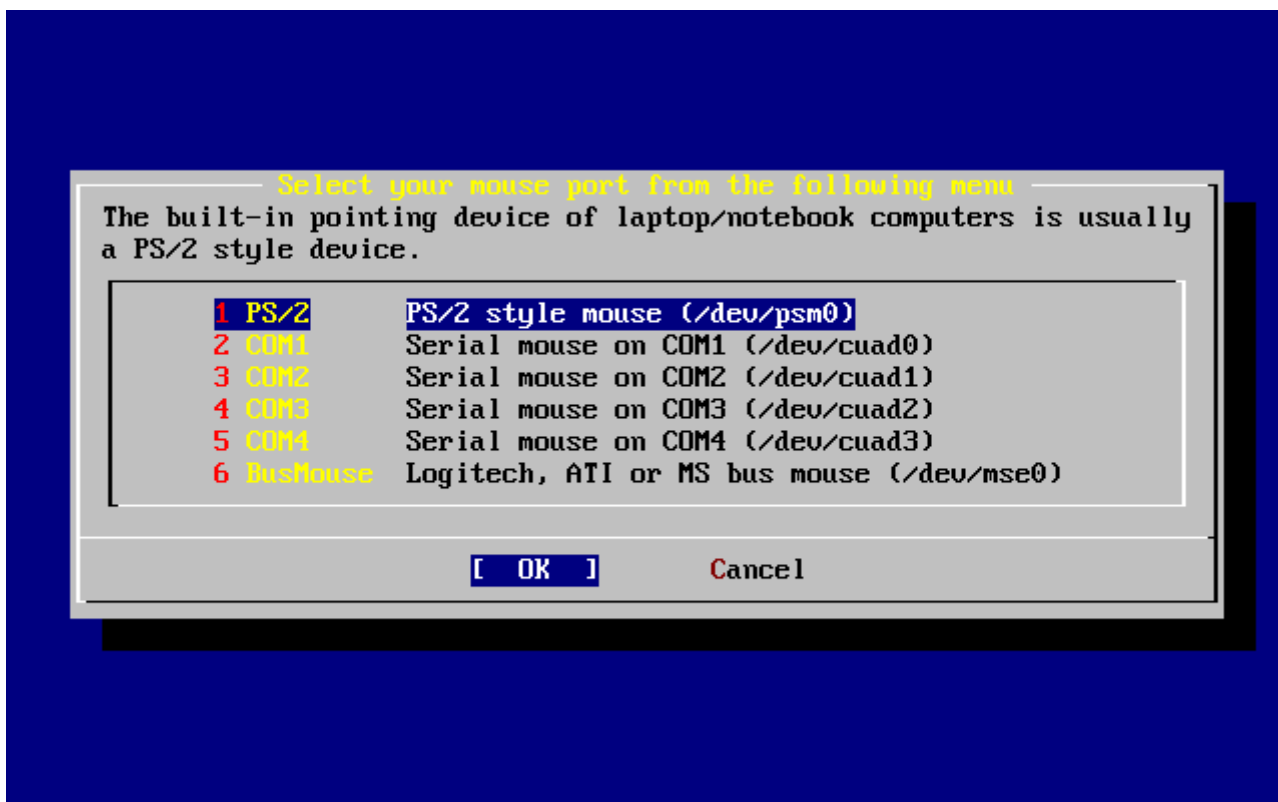 Select your mouse port from the following menu
The built-in pointing device of laptop/notebook computers is usually
a PS/2 style device.
1 PS/2 PS/2 style mouse (/dev/psm0)
2 COM1 Serial mouse on COM1 (/dev/cuad0)
3 COM2 Serial mouse on COM2 (/dev/cuad1)
4 COM3 Serial mouse on COM3 (/dev/cuad2)
5 COM4 Serial mouse on COM4 (/dev/cuad3)
6 BusMouse Logitech, ATI or MS bus mouse (/dev/mse0)
[ OK ] Cancel